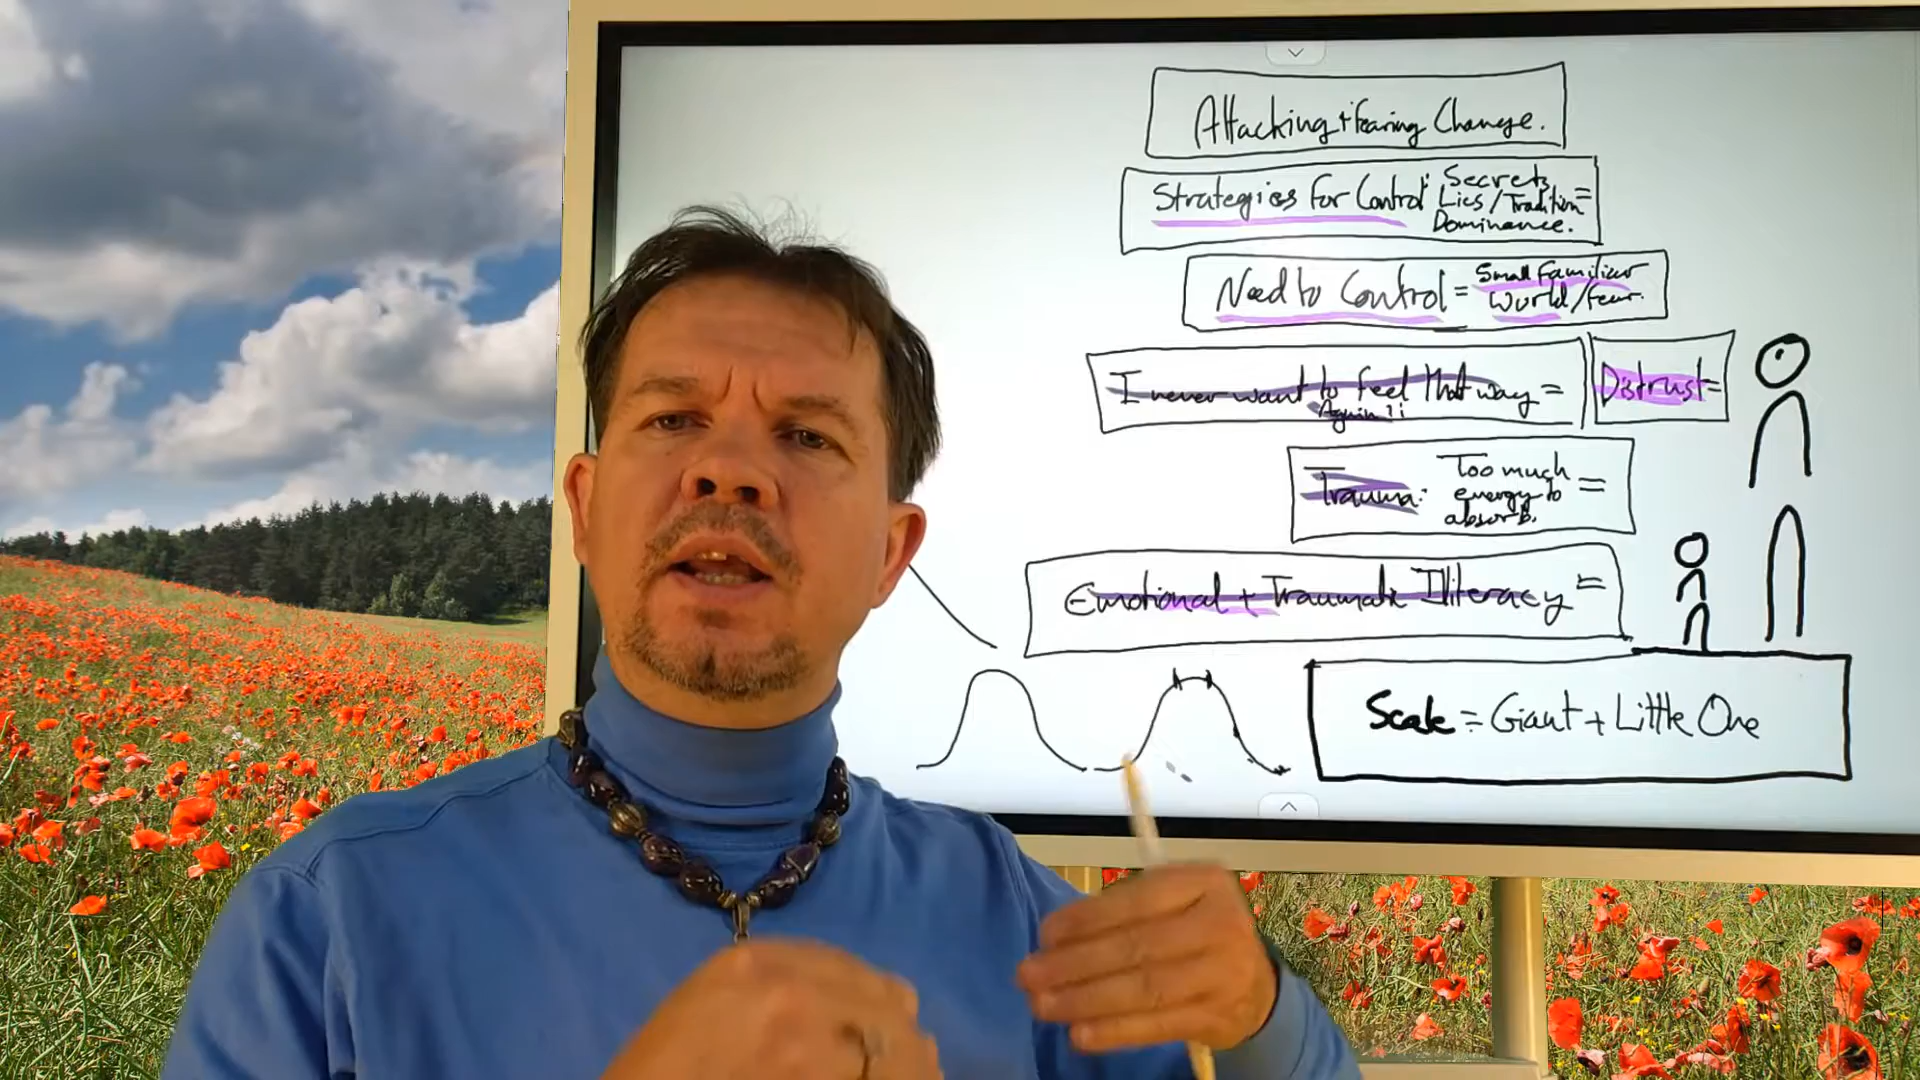 Attacking + Fearing Change.
Strategies For Control: Secrets
Lies/Tradition =
Dominance.
Need to Control = Small familiar
World/fear.
I never want to feel that way =
Again!!
Distrust =
Trauma: Too much
energy to =
absorb.
Emotional + Traumatic Illiteracy =
Scale = Giant + Little One